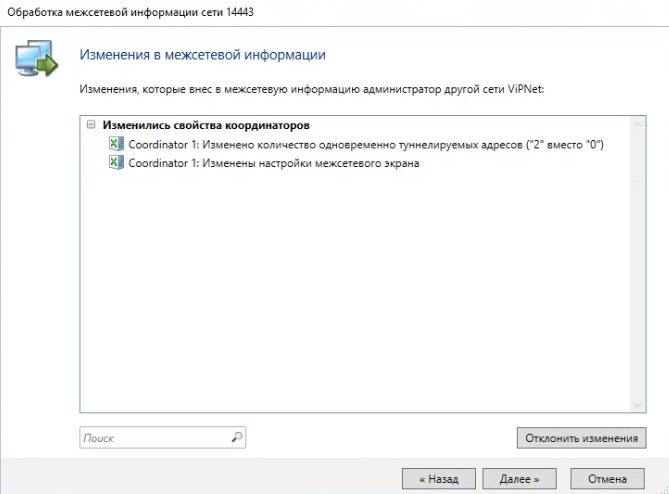 Обработка межсетевой информации сети 14443
Изменения в межсетевой информации
Изменения, которые внес в межсетевую информацию администратор другой сети ViPNet:
Изменились свойства координаторов
Coordinator 1: Изменено количество одновременно туннелируемых адресов ("2" вместо "0")
Coordinator 1: Изменены настройки межсетевого экрана
Поиск
Отклонить изменения
« Назад
Далее »
Отмена